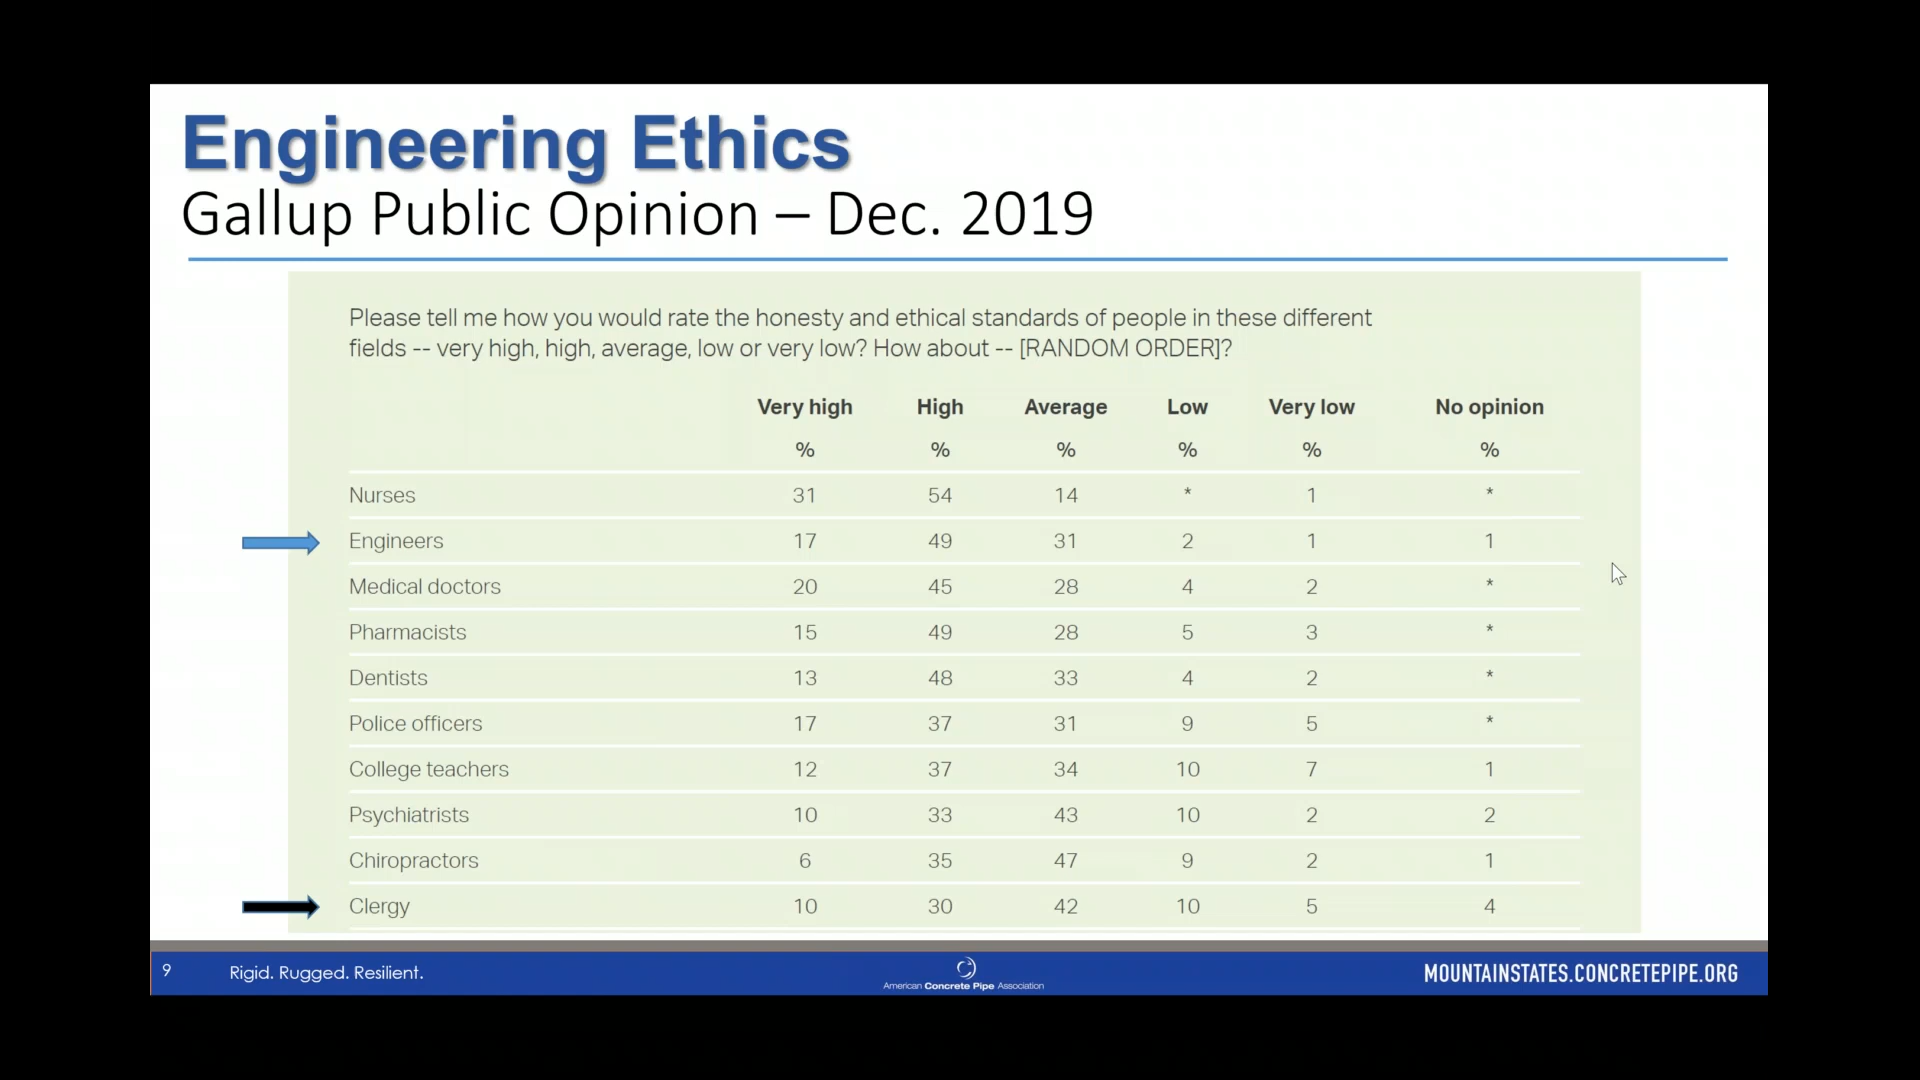 Engineering Ethics
Gallup Public Opinion – Dec. 2019
Please tell me how you would rate the honesty and ethical standards of people in these different
fields -- very high, high, average, low or very low? How about -- [RANDOM ORDER]?
Very high High Average Low Very low No opinion
% % % % % %
Nurses 31 54 14 * 1 *
Engineers 17 49 31 2 1 1
Medical doctors 20 45 28 4 2 *
Pharmacists 15 49 28 5 3 *
Dentists 13 48 33 4 2 *
Police officers 17 37 31 9 5 *
College teachers 12 37 34 10 7 1
Psychiatrists 10 33 43 10 2 2
Chiropractors 6 35 47 9 2 1
Clergy 10 30 42 10 5 4
9 Rigid. Rugged. Resilient. American Concrete Pipe Association MOUNTAINSTATES.CONCRETEPIPE.ORG